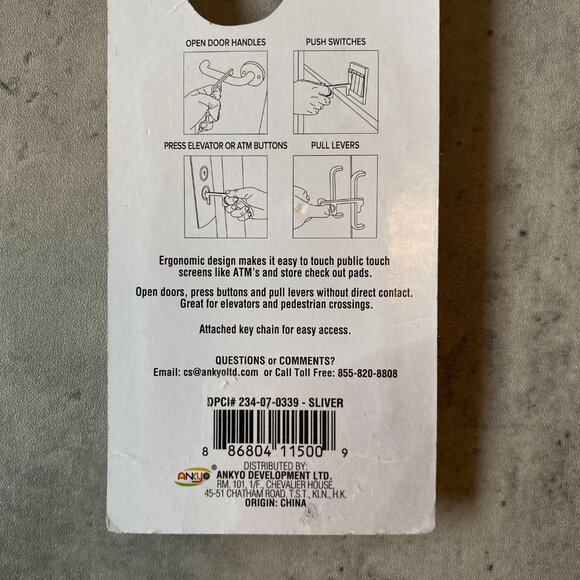 OPEN DOOR HANDLES
PUSH SWITCHES
PRESS ELEVATOR OR ATM BUTTONS
PULL LEVERS
Ergonomic design makes it easy to touch public touch
screens like ATM's and store check out pads.
Open doors, press buttons and pull levers without direct contact.
Great for elevators and pedestrian crossings.
Attached key chain for easy access.
QUESTIONS or COMMENTS?
Email: cs@ankyoltd.com or Call Toll Free: 855-820-8808
DPCI# 234-07-0339 - SLIVER
8 86804 11500 9
ANKYO ®
DISTRIBUTED BY:
ANKYO DEVELOPMENT LTD.
RM. 101, 1/F., CHEVALIER HOUSE,
45-51 CHATHAM ROAD, T.S.T., KLN., H.K.
ORIGIN: CHINA